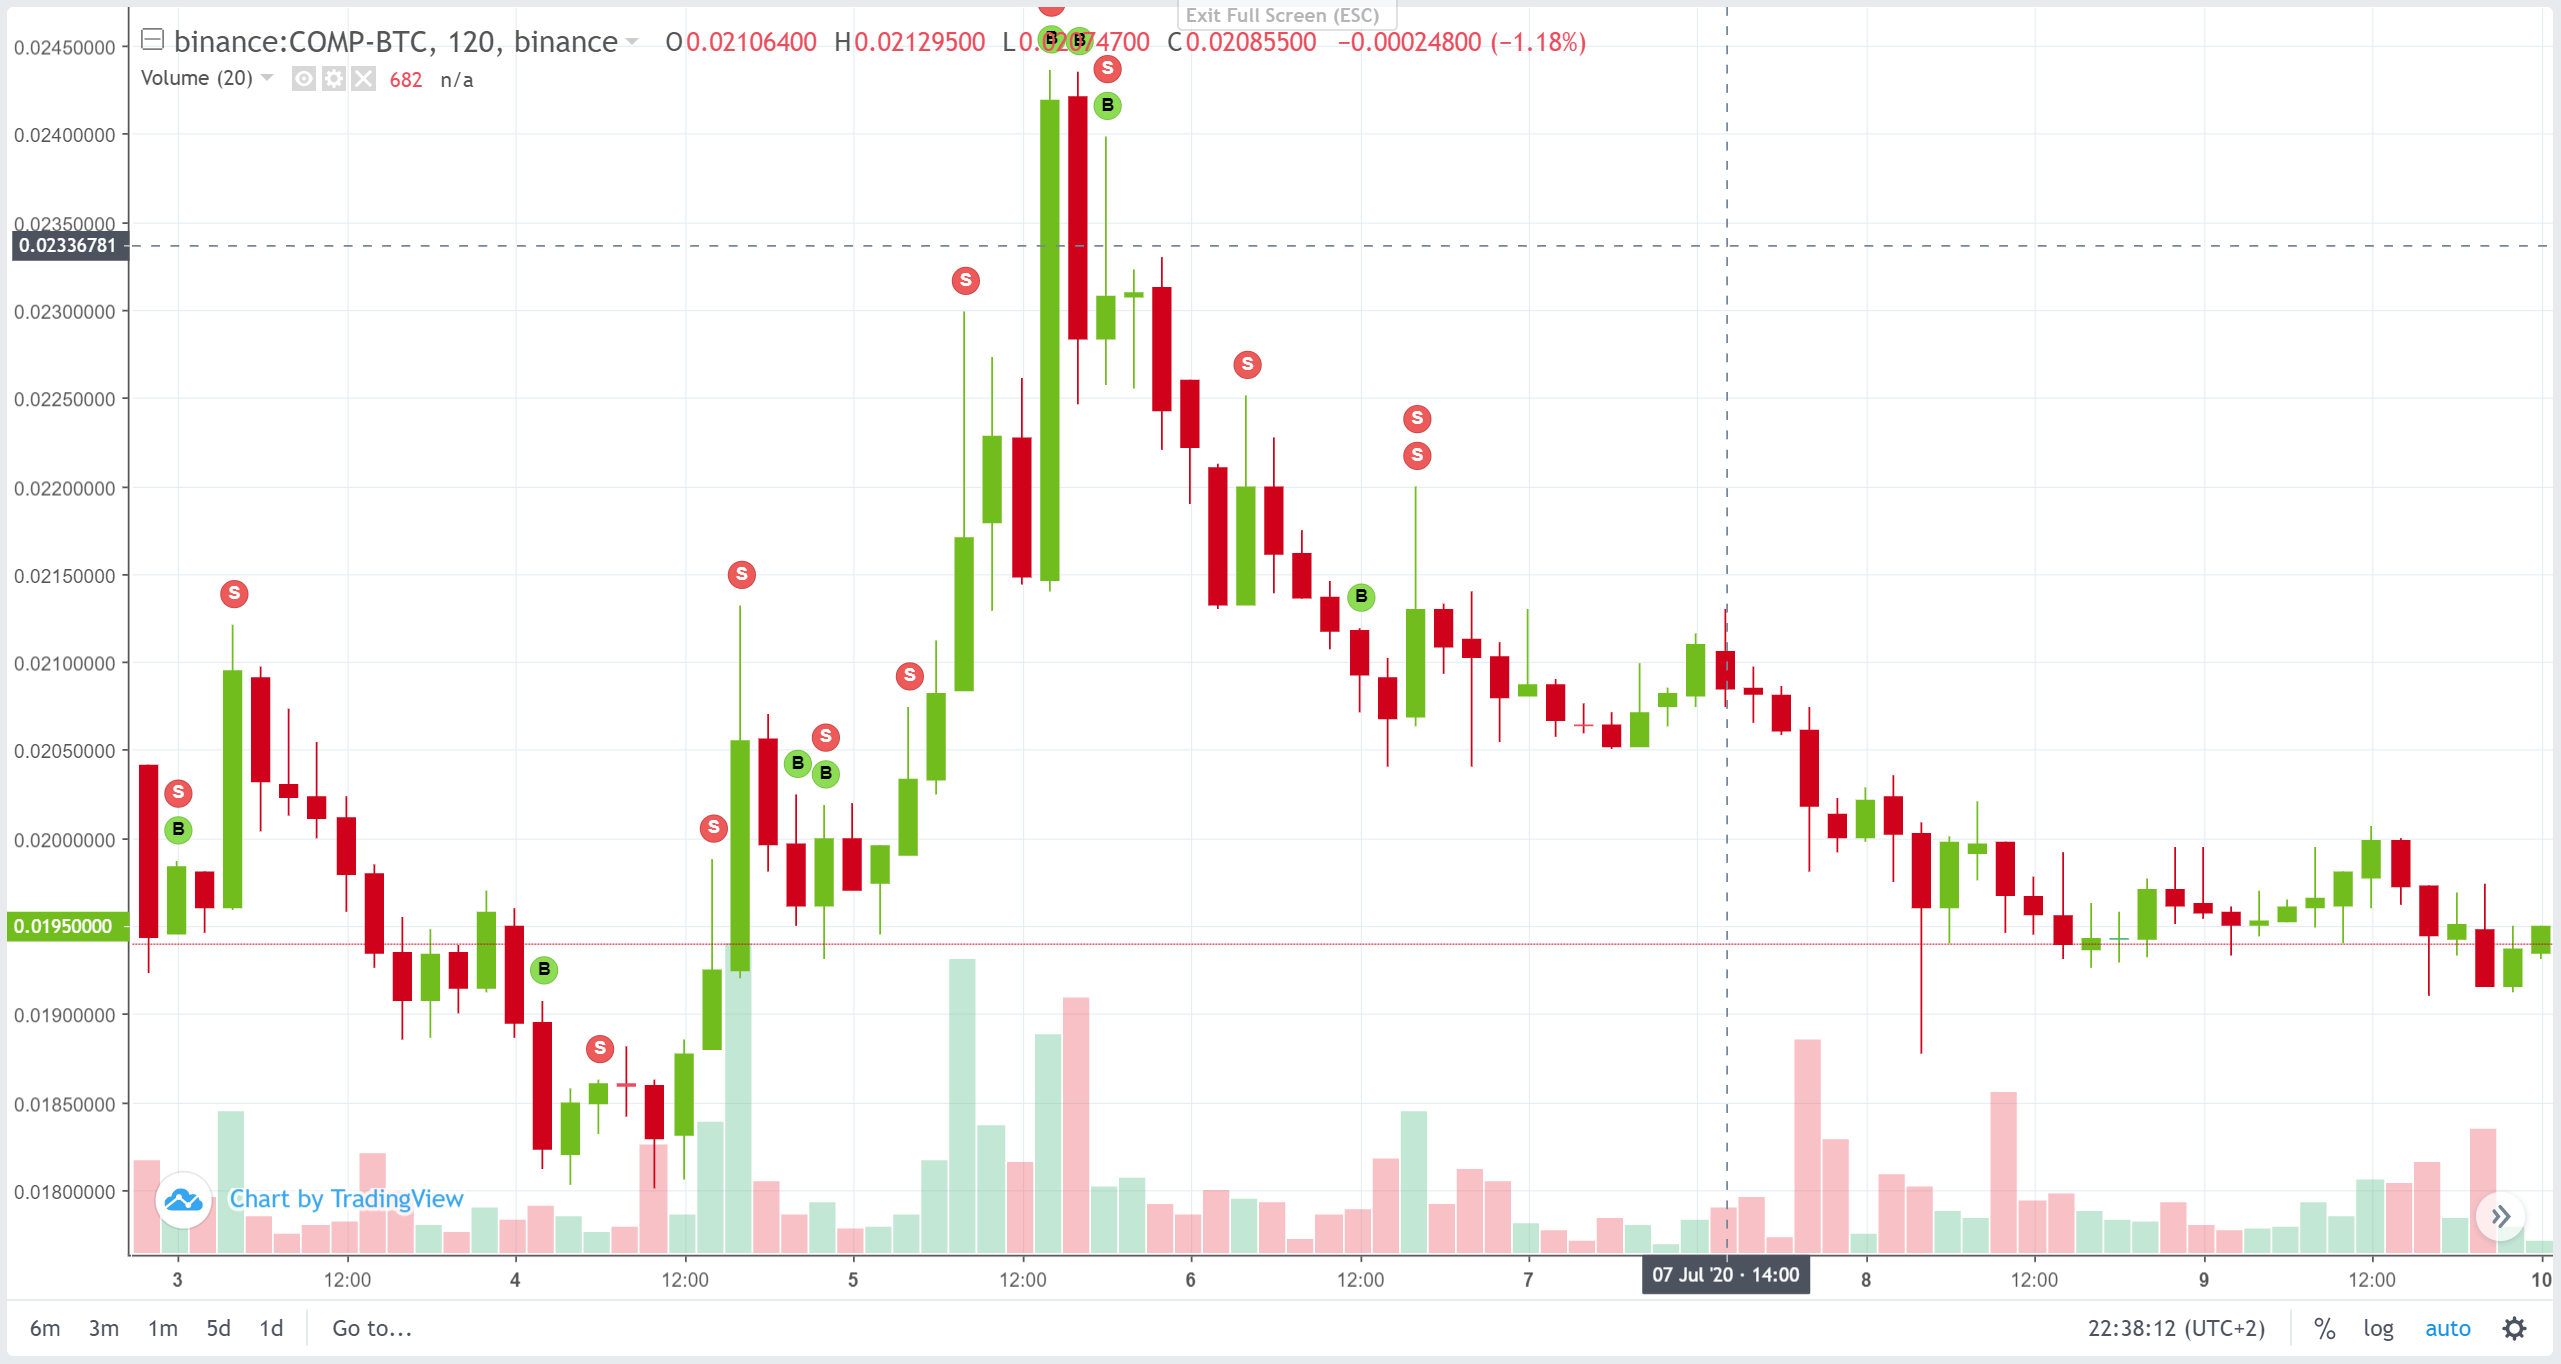 Exit Full Screen (ESC)
binance:COMP-BTC, 120, binance O0.02106400 H0.02129500 L0.02074700 C0.02085500 −0.00024800 (−1.18%)
Volume (20) 682 n/a
0.02450000
0.02400000
0.02350000
0.02336781
0.02300000
0.02250000
0.02200000
0.02150000
0.02100000
0.02050000
0.02000000
0.01950000
0.01900000
0.01850000
0.01800000
B B
S
B
S
S
S
S
S
B
S
S
S
B
S
B
S
B
S
B
B
S
Chart by TradingView
3 12:00 4 12:00 5 12:00 6 12:00 7 07 Jul '20 · 14:00 8 12:00 9 12:00 10
6m 3m 1m 5d 1d Go to... 22:38:12 (UTC+2) % log auto